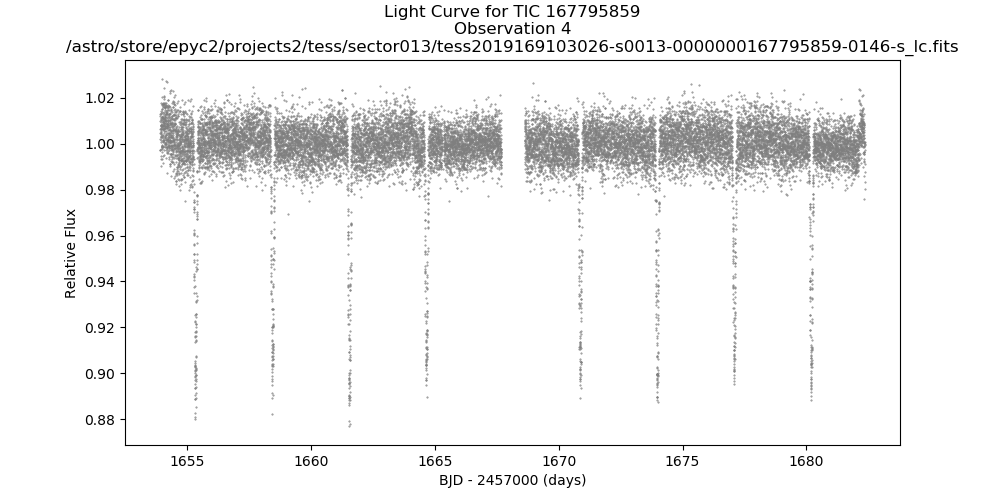 Light Curve for TIC 167795859
Observation 4
/astro/store/epyc2/projects2/tess/sector013/tess2019169103026-s0013-0000000167795859-0146-s_lc.fits
1.02
1.00
0.98
0.96
0.94
0.92
0.90
0.88
Relative Flux
1655
1660
1665
1670
1675
1680
BJD - 2457000 (days)